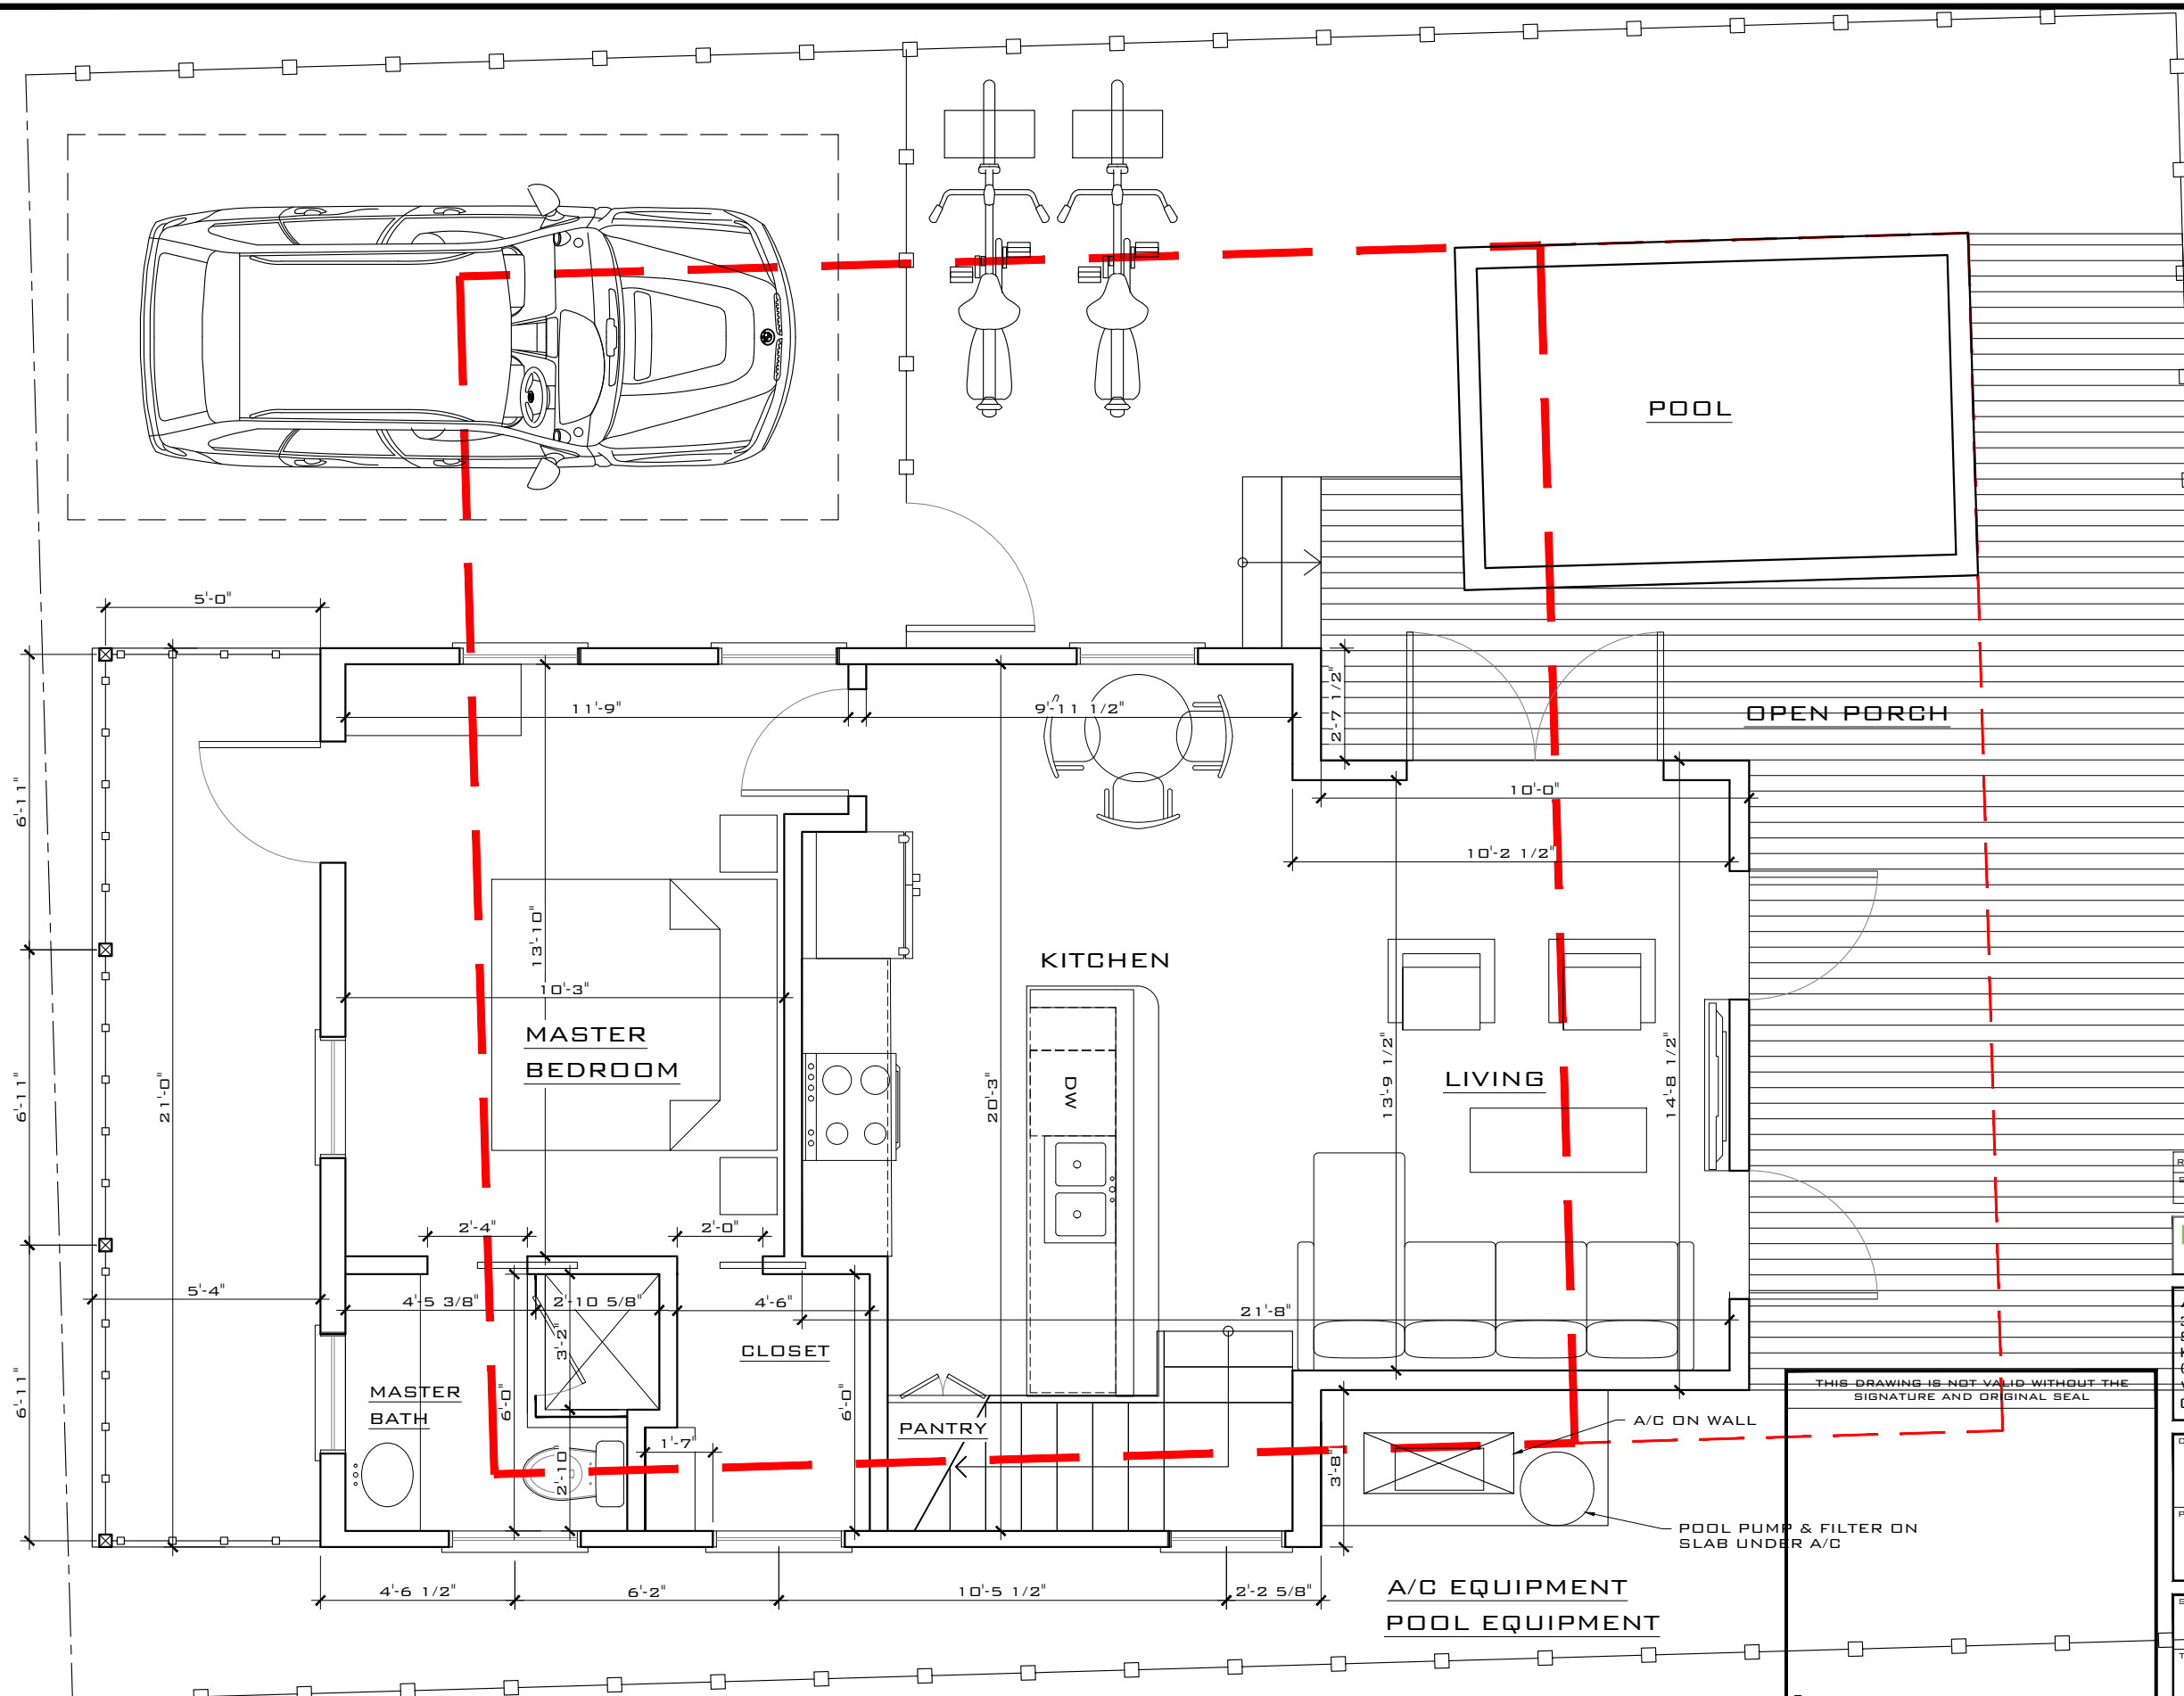 POOL
5'-0"
11'-9"
9'-11 1/2"
2'-7 1/2"
OPEN PORCH
6'-11"
10'-0"
10'-2 1/2"
13'-10"
KITCHEN
10'-3"
MASTER
BEDROOM
DW
6'-11"
21'-0"
20'-3"
13'-9 1/2"
LIVING
14'-8 1/2"
2'-4"
2'-0"
5'-4"
4'-5 3/8"
2'-10 5/8"
4'-6"
21'-8"
3'-2"
CLOSET
6'-11"
MASTER
BATH
6'-0"
6'-0"
THIS DRAWING IS NOT VALID WITHOUT THE
SIGNATURE AND ORIGINAL SEAL
PANTRY
A/C ON WALL
1'-7"
2'-10"
3'-8"
POOL PUMP & FILTER ON
SLAB UNDER A/C
4'-6 1/2"
6'-2"
10'-5 1/2"
2'-2 5/8"
A/C EQUIPMENT
POOL EQUIPMENT